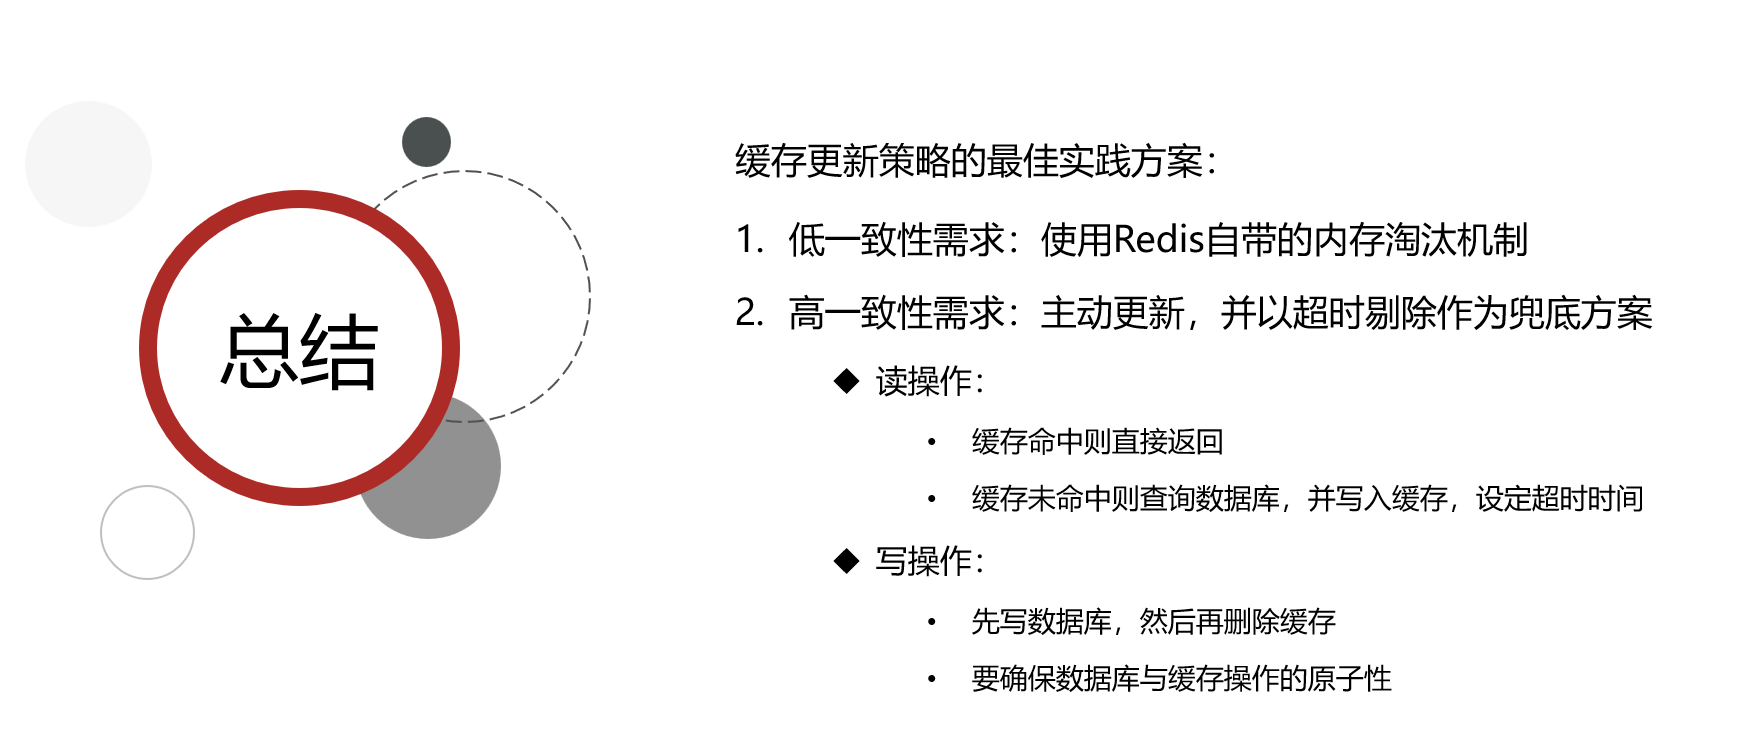 总结
缓存更新策略的最佳实践方案：
1. 低一致性需求：使用Redis自带的内存淘汰机制
2. 高一致性需求：主动更新，并以超时剔除作为兜底方案
◆ 读操作：
• 缓存命中则直接返回
• 缓存未命中则查询数据库，并写入缓存，设定超时时间
◆ 写操作：
• 先写数据库，然后再删除缓存
• 要确保数据库与缓存操作的原子性